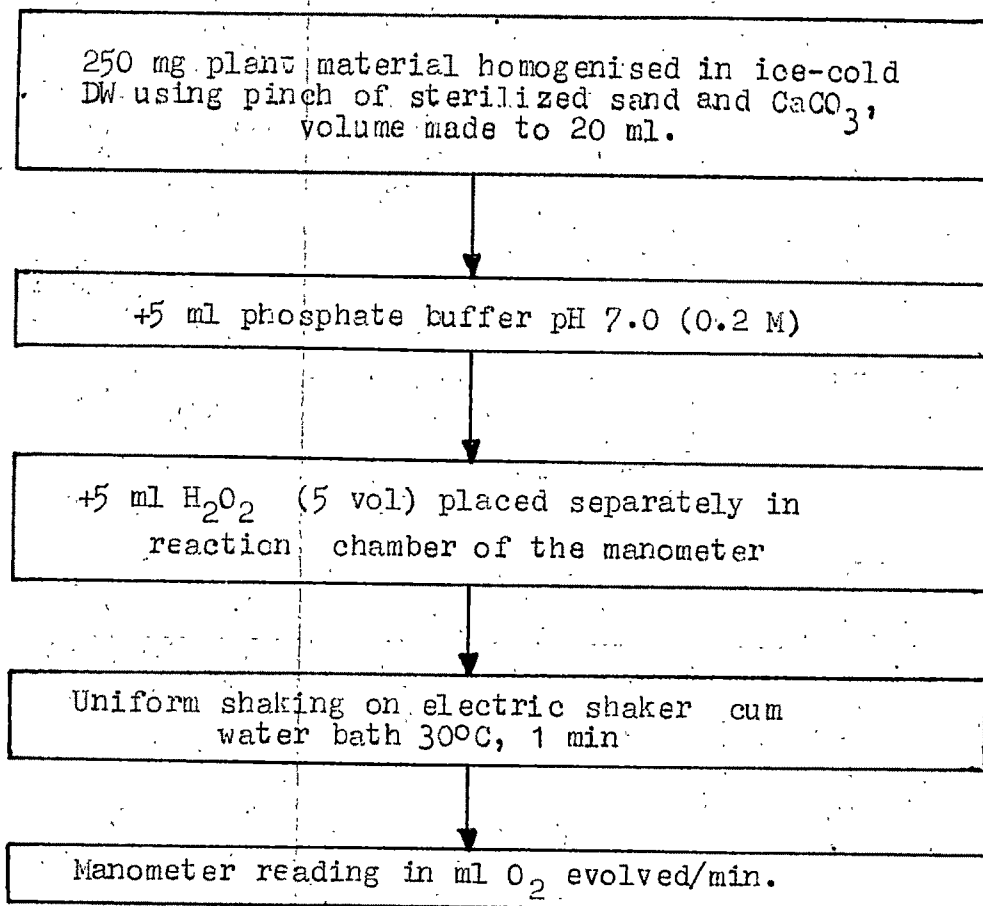 250 mg plant material homogenised in ice-cold
DW using pinch of sterilized sand and CaCO₃,
volume made to 20 ml.
+5 ml phosphate buffer pH 7.0 (0.2 M)
+5 ml H₂O₂ (5 vol) placed separately in
reaction chamber of the manometer
Uniform shaking on electric shaker cum
water bath 30°C, 1 min
Manometer reading in ml O₂ evolved/min.